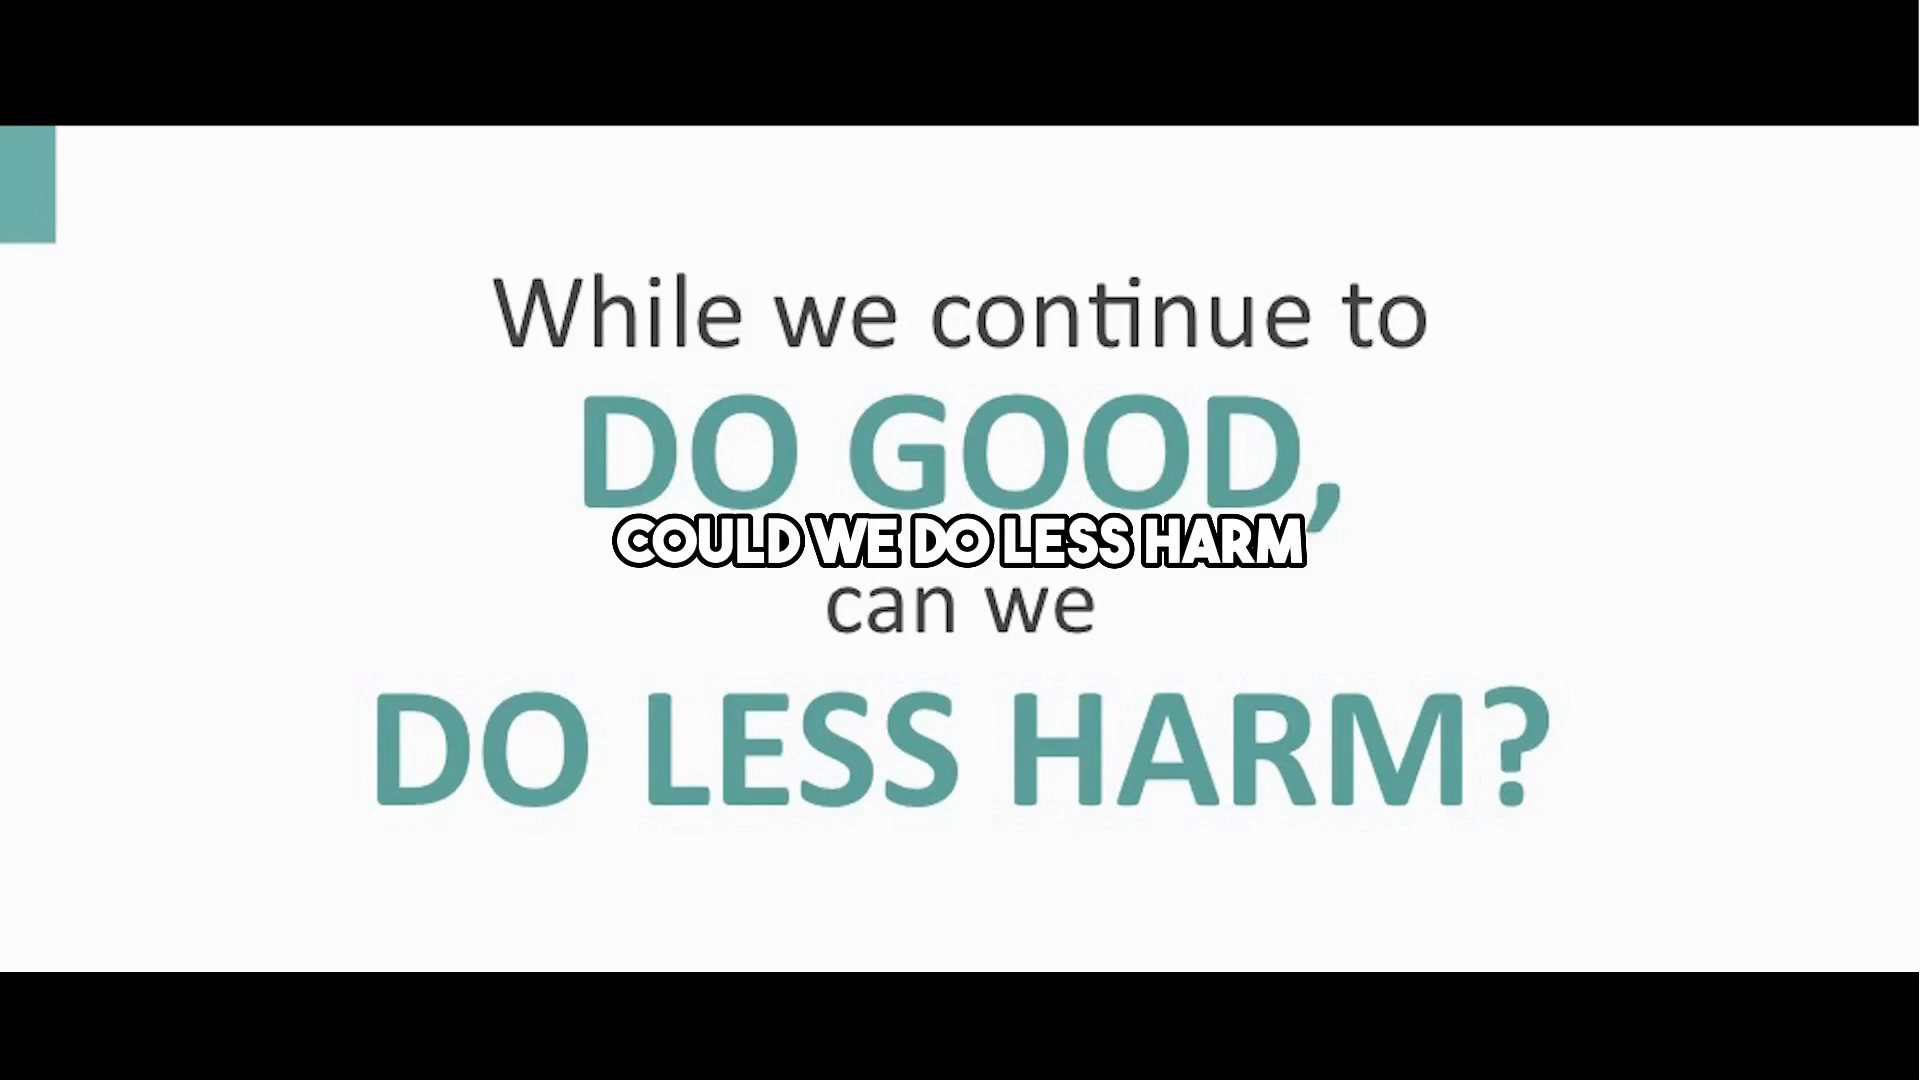 While we continue to
DO GOOD,
COULD WE DO LESS HARM
can we
DO LESS HARM?